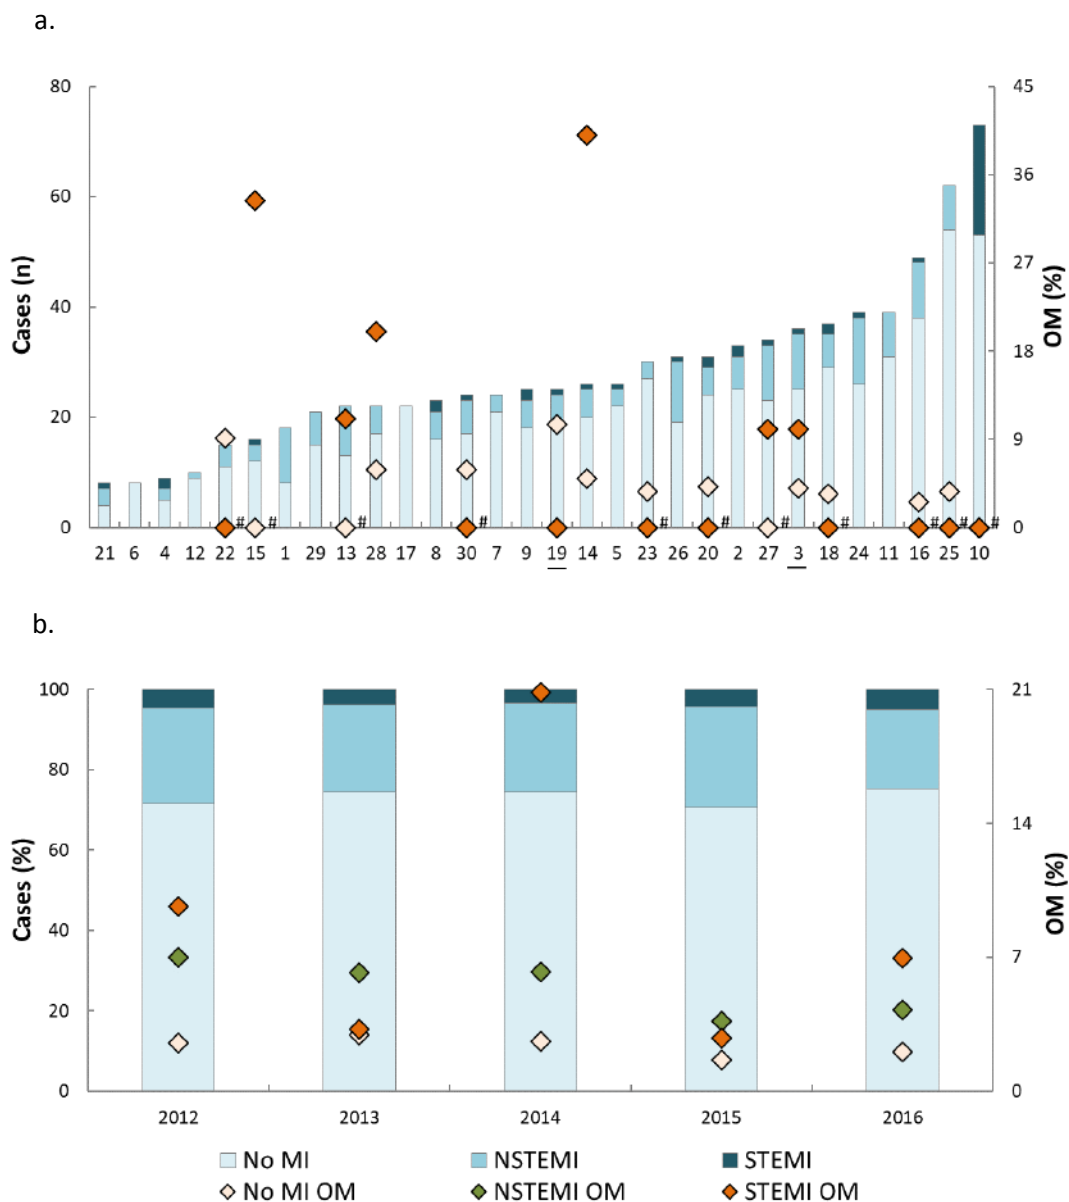 a.
80
60
40
20
0
Cases (n)
45
36
27
18
9
0
OM (%)
# # # # # # # # # # # #
21 6 4 12 22 15 1 29 13 28 17 8 30 7 9 19 14 5 23 26 20 2 27 3 18 24 11 16 25 10
b.
100
80
60
40
20
0
Cases (%)
21
14
7
0
OM (%)
2012 2013 2014 2015 2016
No MI NSTEMI STEMI
No MI OM NSTEMI OM STEMI OM